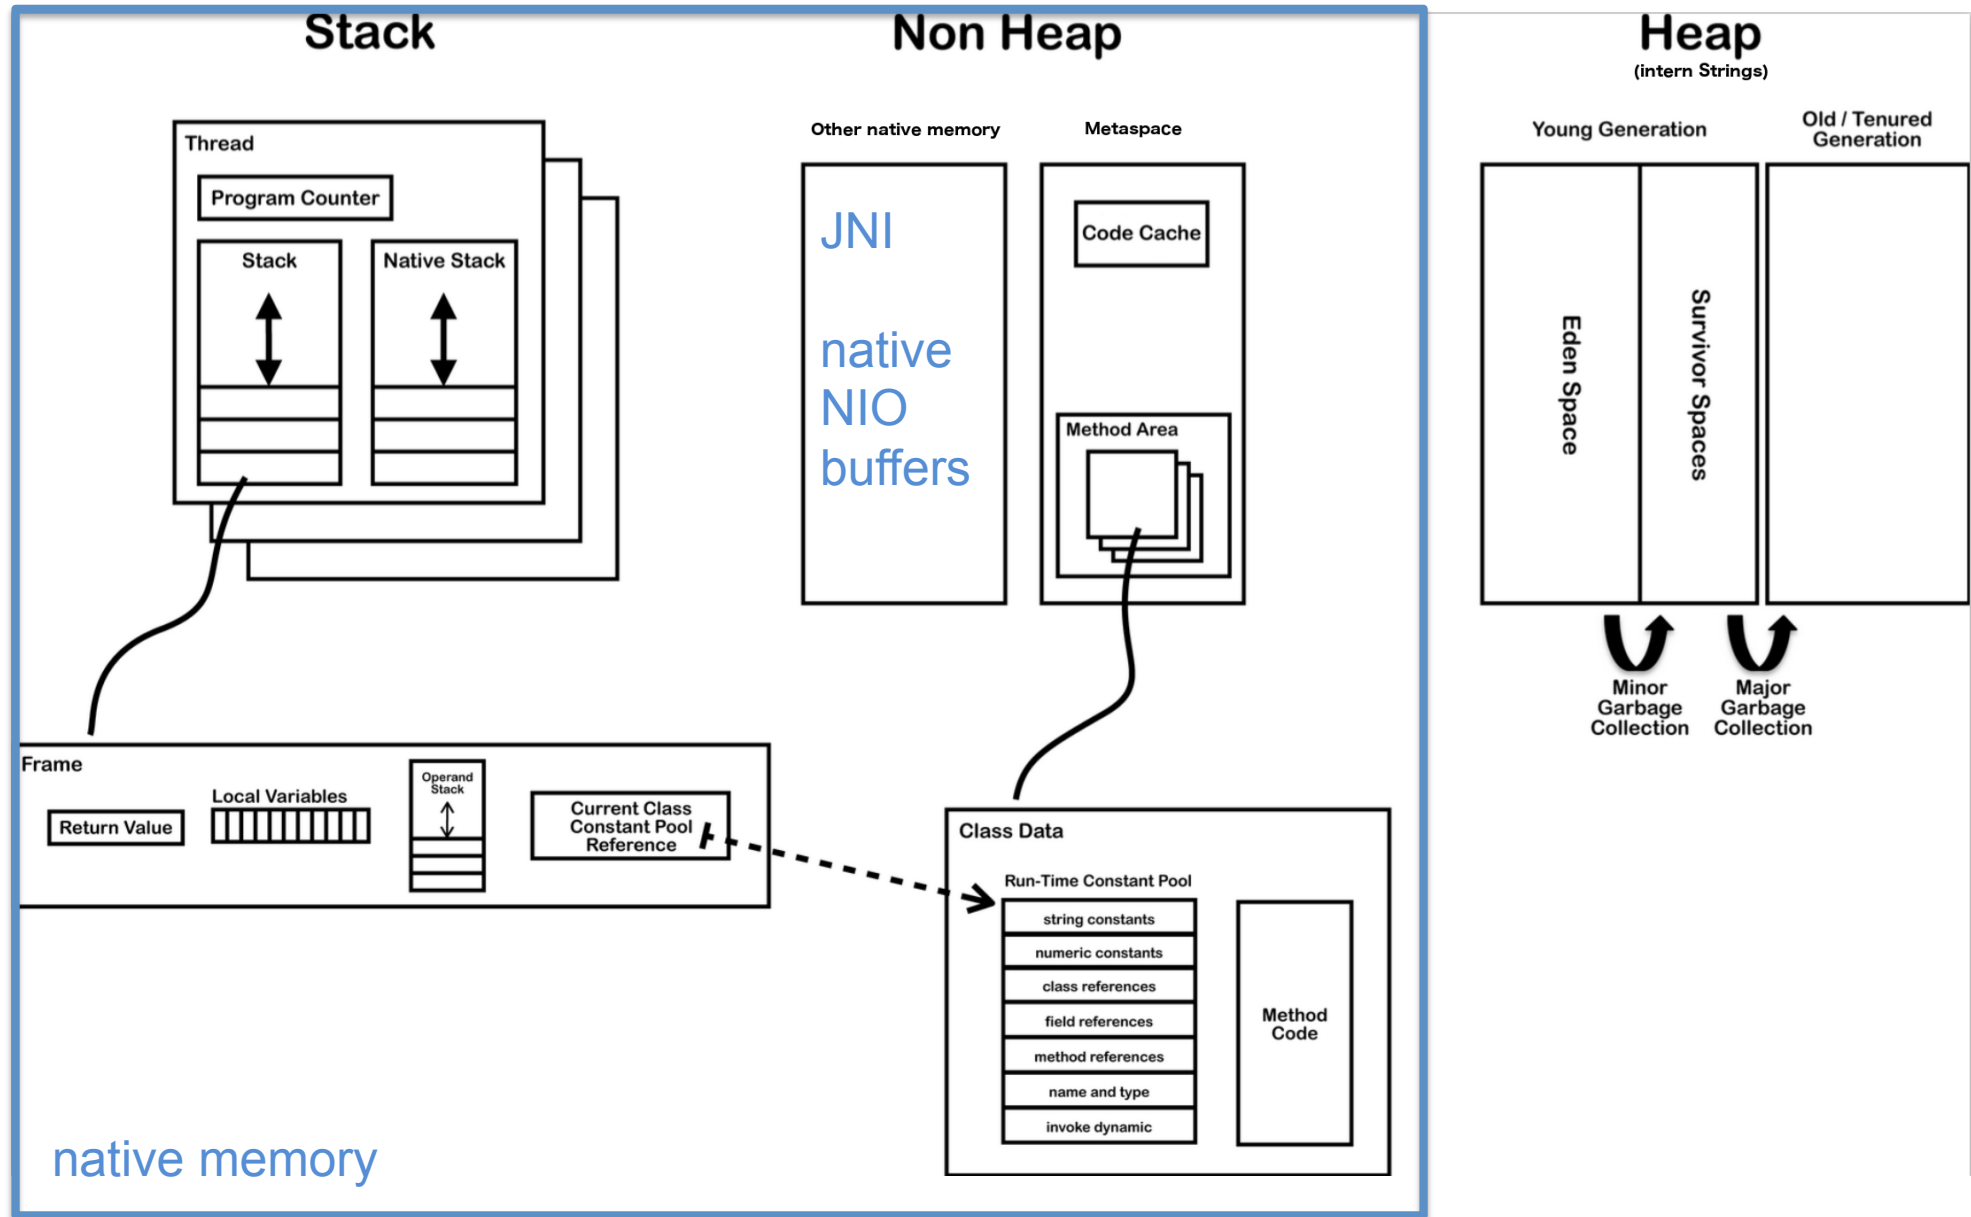 Stack
Non Heap
Heap
(intern Strings)
Thread
Program Counter
Stack
Native Stack
Other native memory
Metaspace
JNI
native
NIO
buffers
Code Cache
Method Area
Young Generation
Old / Tenured
Generation
Eden Space
Survivor Spaces
Minor
Garbage
Collection
Major
Garbage
Collection
Frame
Return Value
Local Variables
Operand
Stack
Current Class
Constant Pool
Reference
Class Data
Run-Time Constant Pool
string constants
numeric constants
class references
field references
method references
name and type
invoke dynamic
Method
Code
native memory